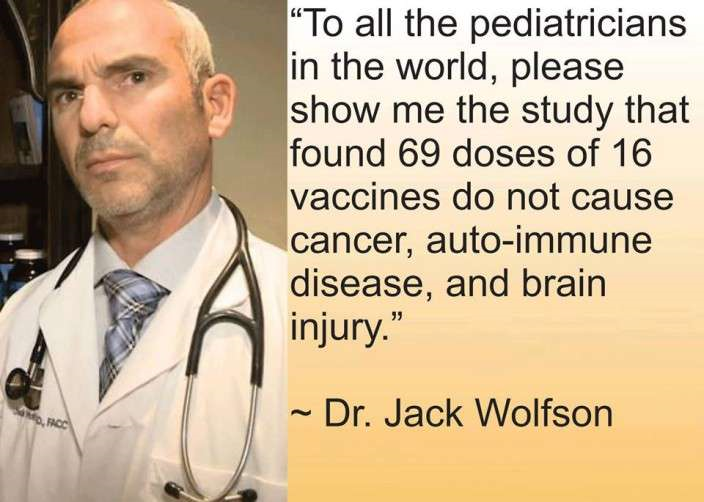 “To all the pediatricians
in the world, please
show me the study that
found 69 doses of 16
vaccines do not cause
cancer, auto-immune
disease, and brain
injury.”
~ Dr. Jack Wolfson
FACC